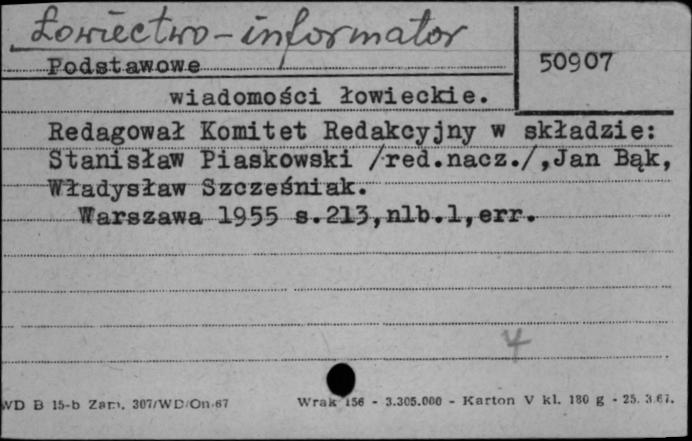 Łowiectwo - informator
Podstawowe 50907
wiadomości łowieckie.
Redagował Komitet Redakcyjny w składzie:
Stanisław Piaskowski /red.nacz./,Jan Bąk,
Władysław Szcześniak.
Warszawa 1955 s.213,nlb.1,err.
4
WD B 15-b Zam. 307/WD/On/67 Wrak 156 - 3.305.000 - Karton V kl. 180 g - 25. 3.67.